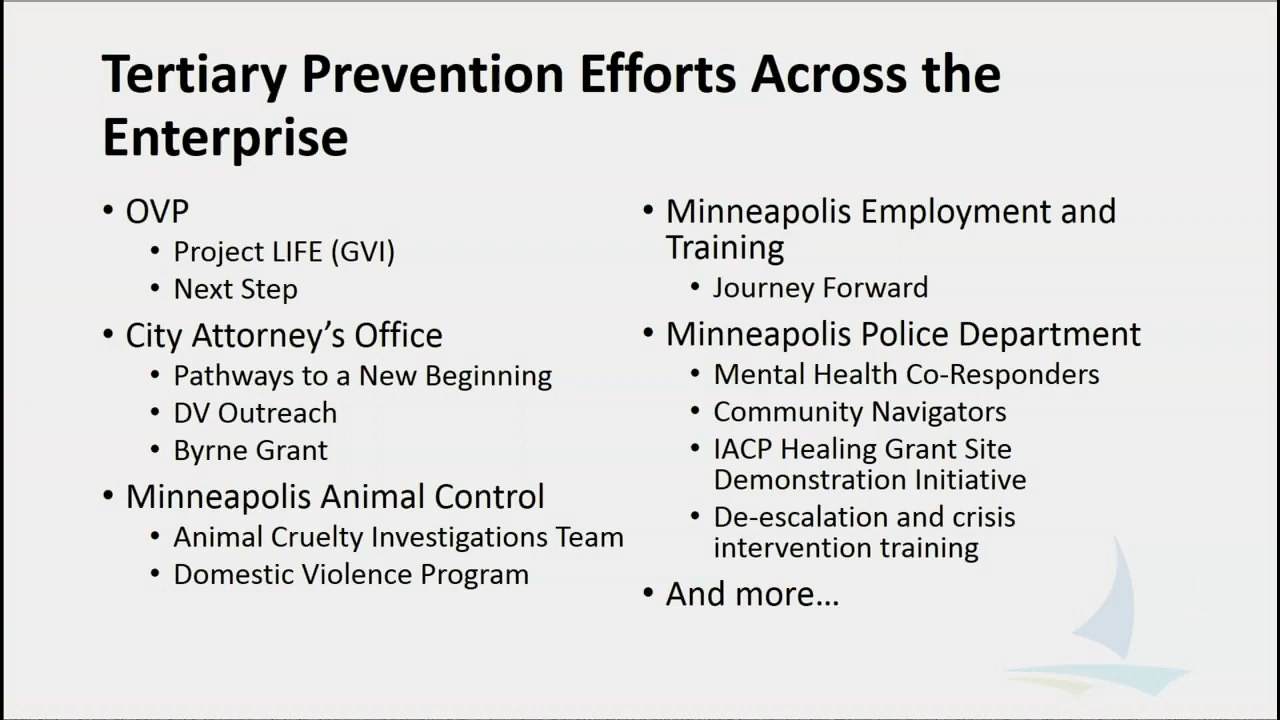 Tertiary Prevention Efforts Across the
Enterprise
• OVP
• Project LIFE (GVI)
• Next Step
• City Attorney’s Office
• Pathways to a New Beginning
• DV Outreach
• Byrne Grant
• Minneapolis Animal Control
• Animal Cruelty Investigations Team
• Domestic Violence Program
• Minneapolis Employment and
Training
• Journey Forward
• Minneapolis Police Department
• Mental Health Co-Responders
• Community Navigators
• IACP Healing Grant Site
Demonstration Initiative
• De-escalation and crisis
intervention training
• And more…